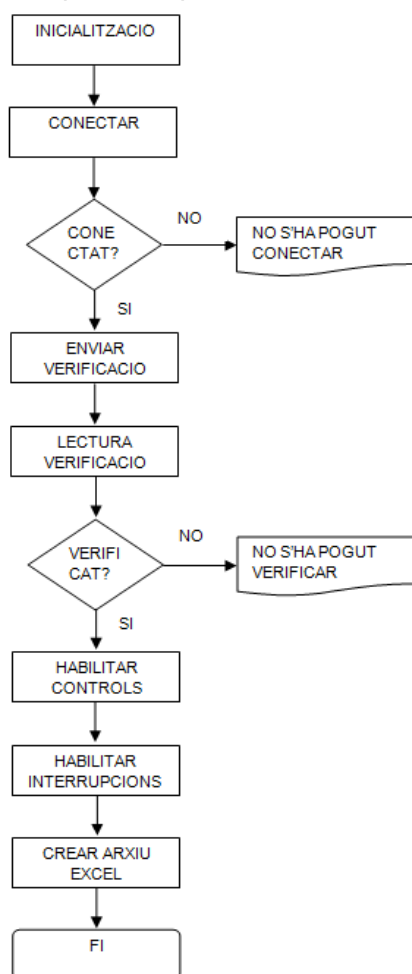 INICIALITZACIO
CONECTAR
CONE
CTAT?
NO
NO S'HA POGUT
CONECTAR
SI
ENVIAR
VERIFICACIO
LECTURA
VERIFICACIO
VERIFI
CAT?
NO
NO S'HA POGUT
VERIFICAR
SI
HABILITAR
CONTROLS
HABILITAR
INTERRUPCIONS
CREAR ARXIU
EXCEL
FI